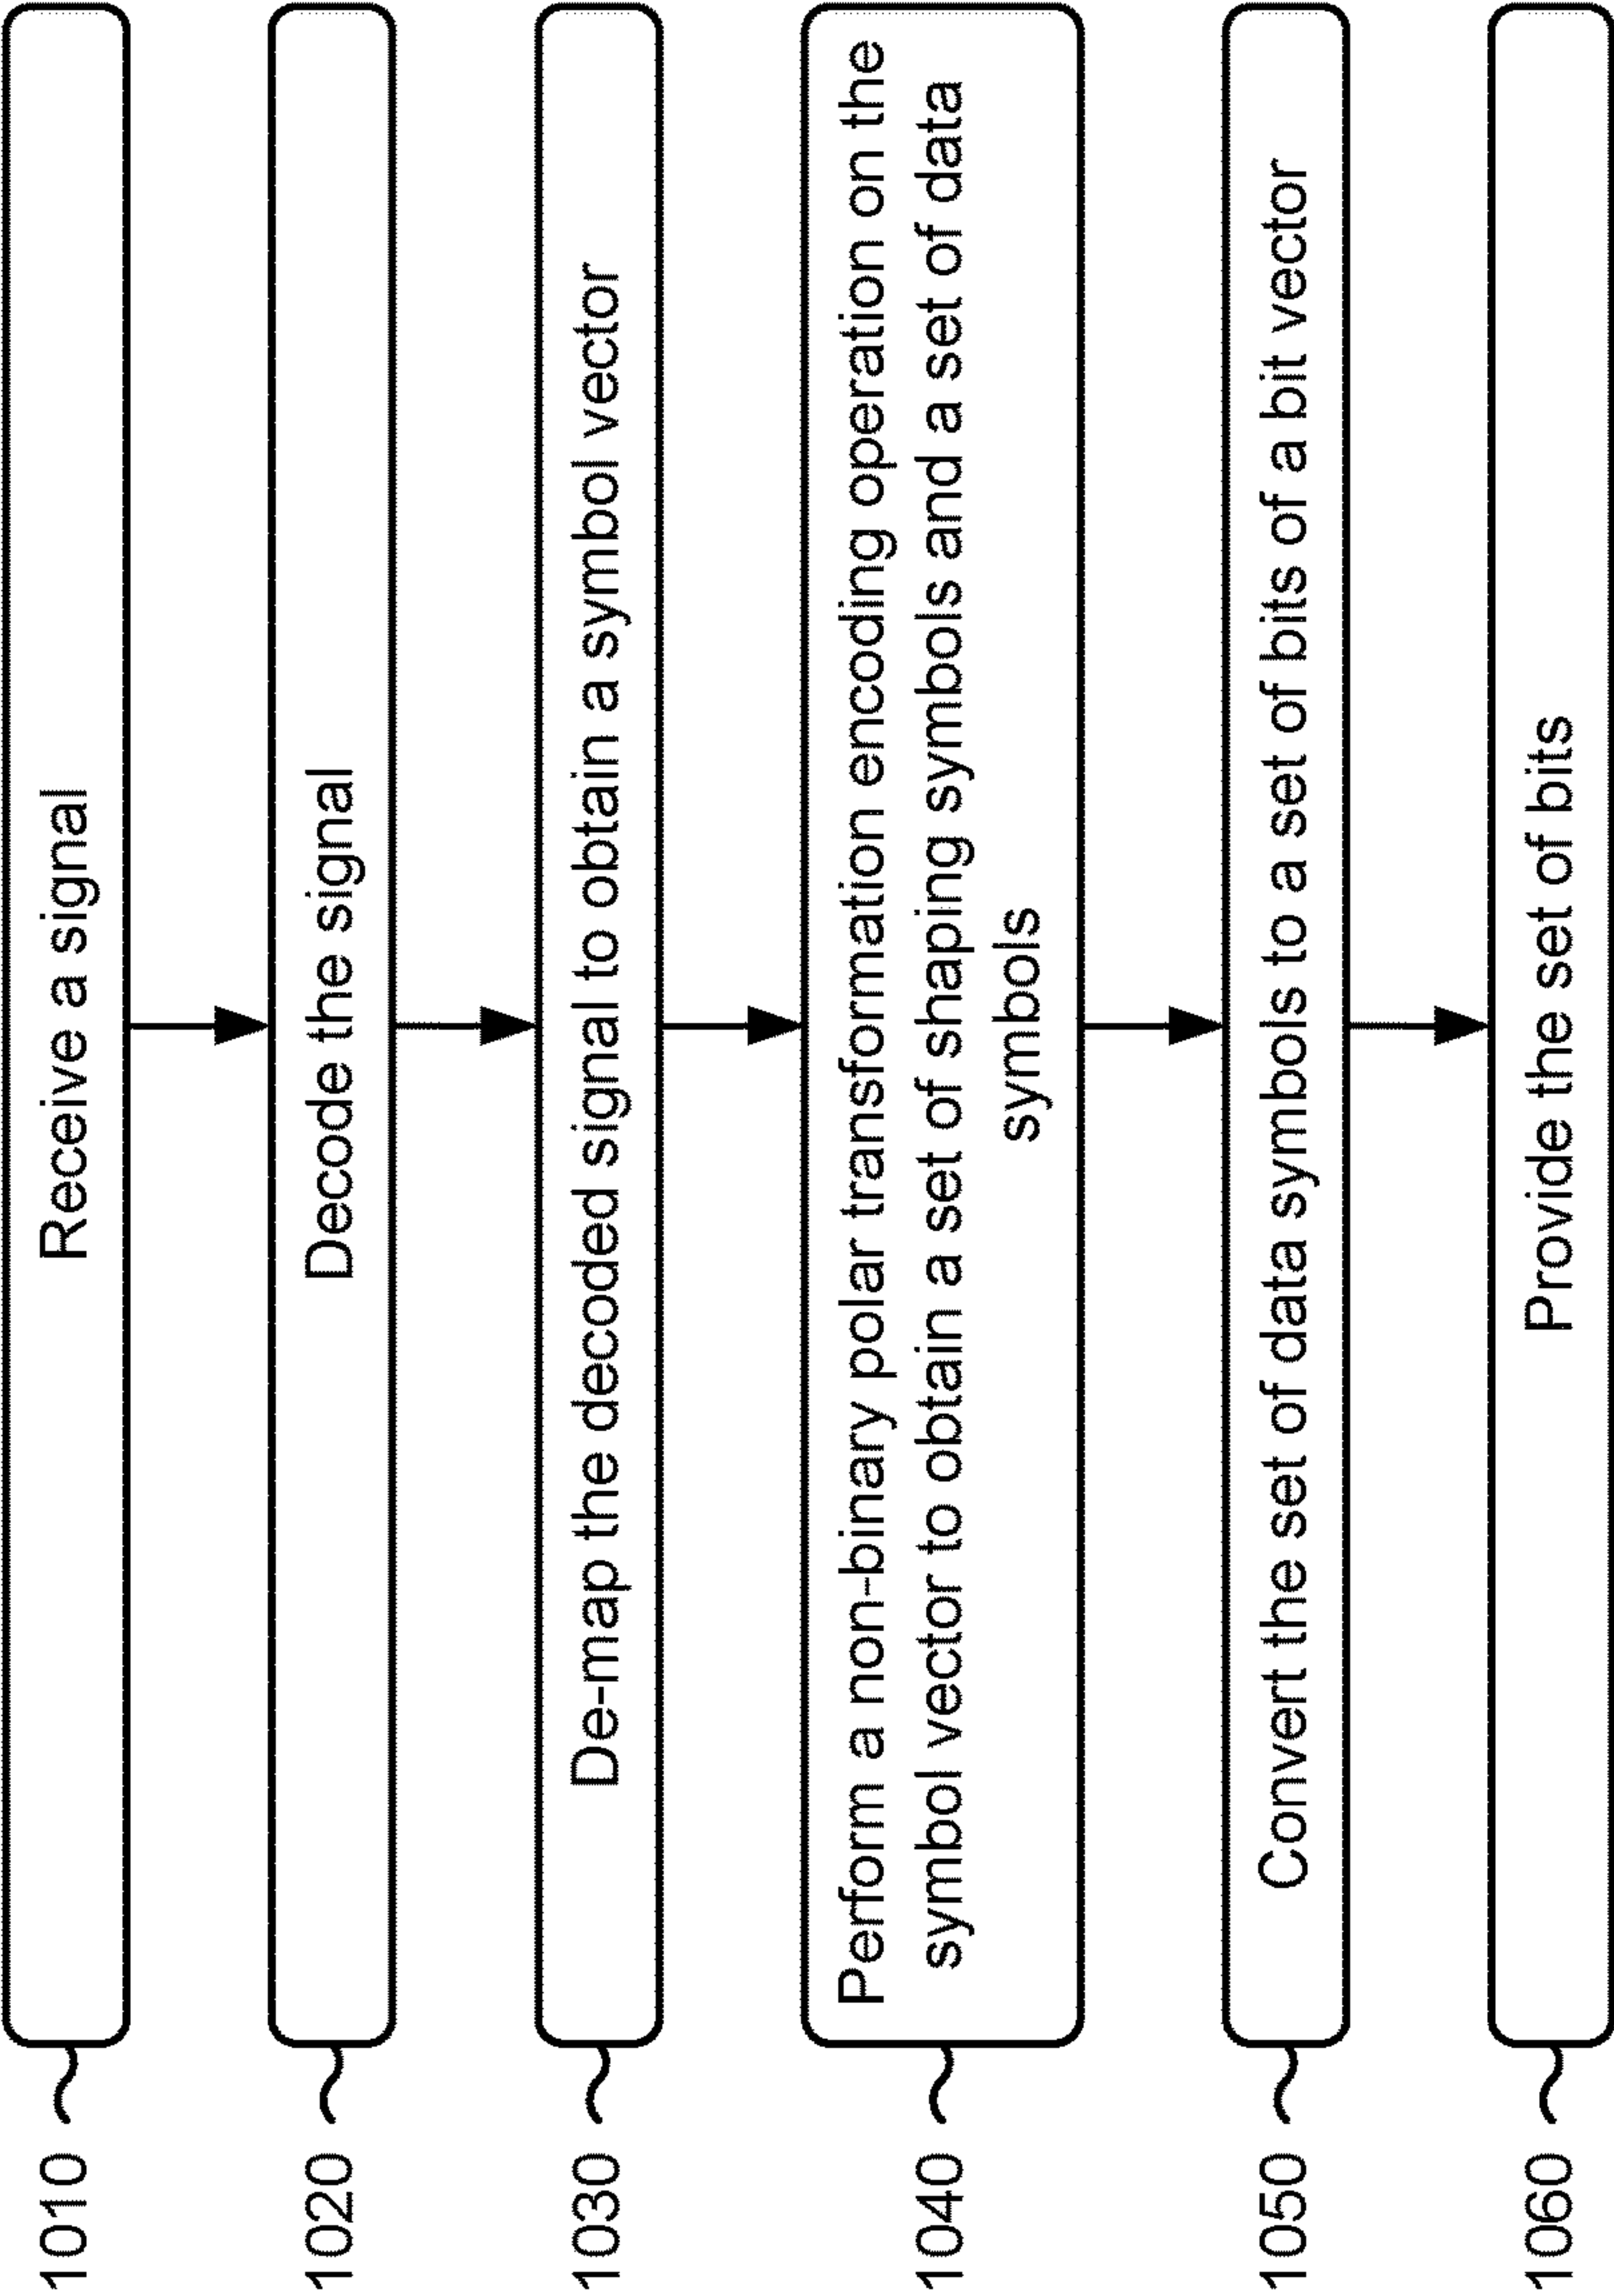 1010 Receive a signal
1020 Decode the signal
1030 De-map the decoded signal to obtain a symbol vector
1040 Perform a non-binary polar transformation encoding operation on the
symbol vector to obtain a set of shaping symbols and a set of data
symbols
1050 Convert the set of data symbols to a set of bits of a bit vector
1060 Provide the set of bits